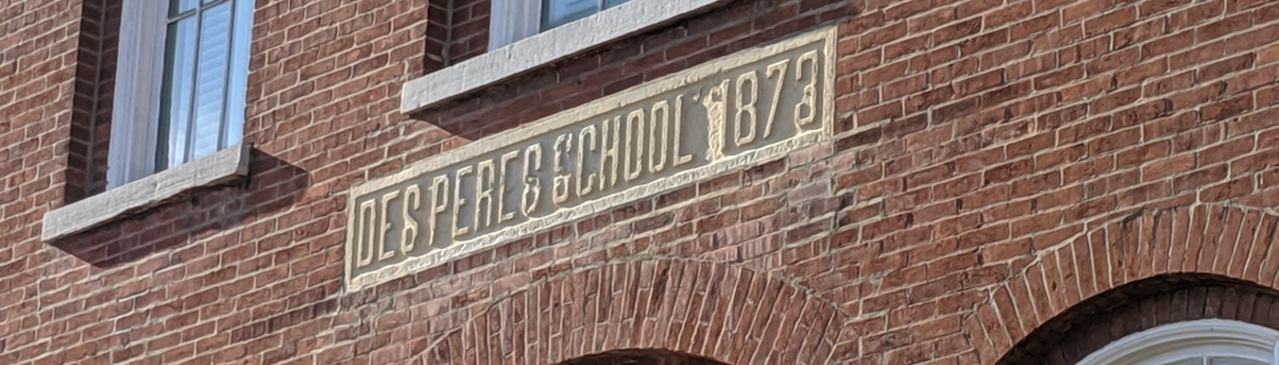 DES PERES SCHOOL 1873